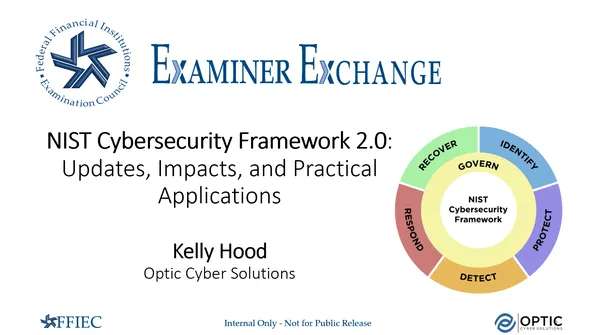 Federal Financial Institutions
Examination Council
EXAMINER EXCHANGE
NIST Cybersecurity Framework 2.0:
Updates, Impacts, and Practical
Applications
Kelly Hood
Optic Cyber Solutions
RECOVER
IDENTIFY
GOVERN
NIST
Cybersecurity
Framework
RESPOND
PROTECT
DETECT
FFIEC
Internal Only - Not for Public Release
OPTIC
CYBER SOLUTIONS